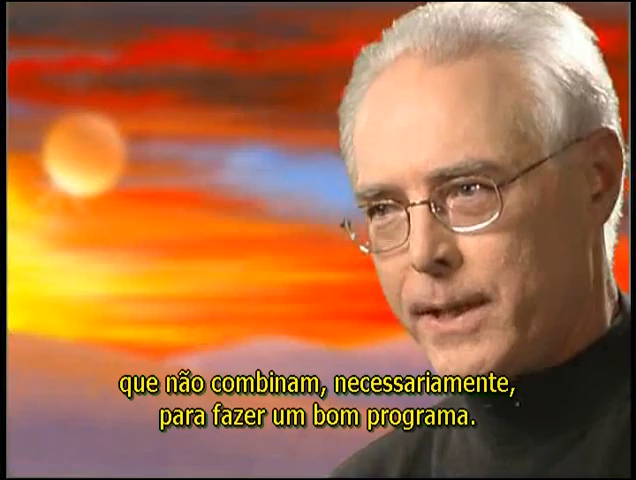 que não combinam, necessariamente,
para fazer um bom programa.